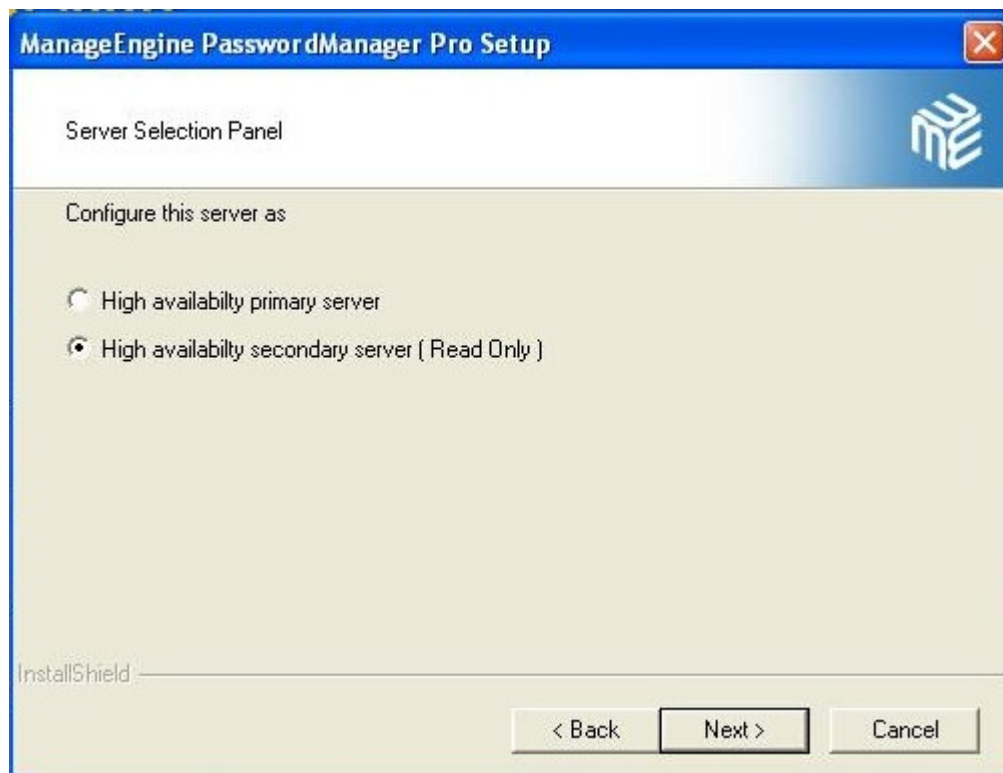 ManageEngine PasswordManager Pro Setup
Server Selection Panel
Configure this server as
High availabilty primary server
High availabilty secondary server ( Read Only )
InstallShield
< Back Next > Cancel